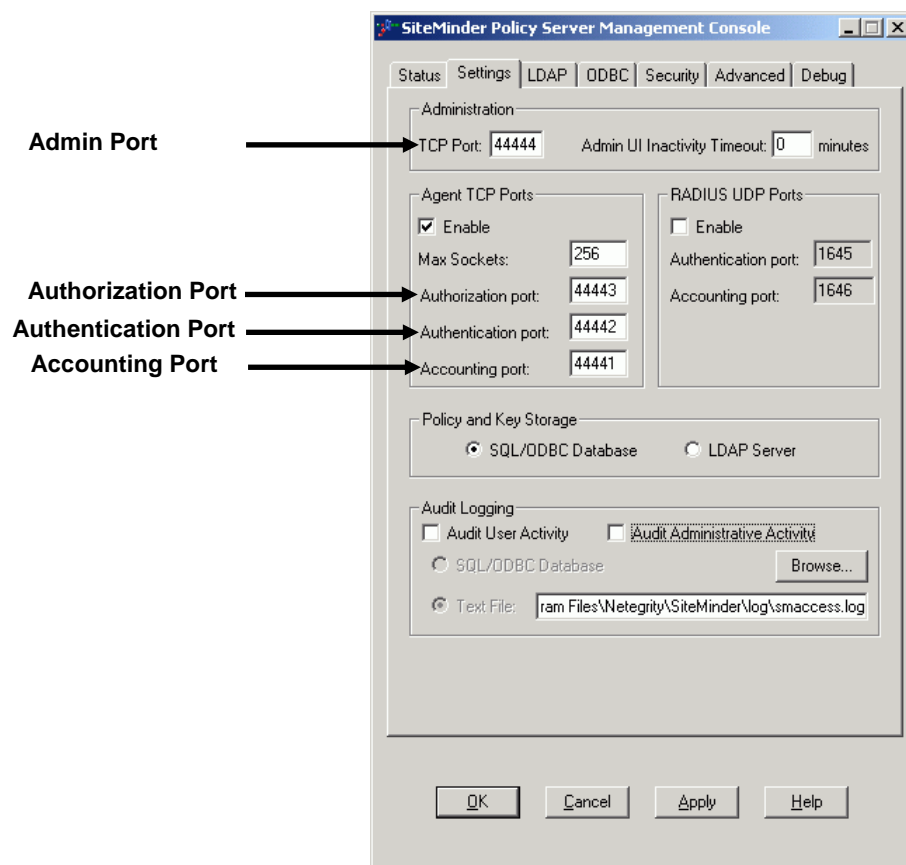 SiteMinder Policy Server Management Console
Status Settings LDAP ODBC Security Advanced Debug
Administration
Admin Port
TCP Port: 44444 Admin UI Inactivity Timeout: 0 minutes
Agent TCP Ports
Enable
Max Sockets: 256
Authorization Port
Authorization port: 44443
Authentication Port
Authentication port: 44442
Accounting Port
Accounting port: 44441
RADIUS UDP Ports
Enable
Authentication port: 1645
Accounting port: 1646
Policy and Key Storage
SQL/ODBC Database LDAP Server
Audit Logging
Audit User Activity Audit Administrative Activity
SQL/ODBC Database Browse...
Text File: ram Files\Netegrity\SiteMinder\log\smaccess.log
OK Cancel Apply Help